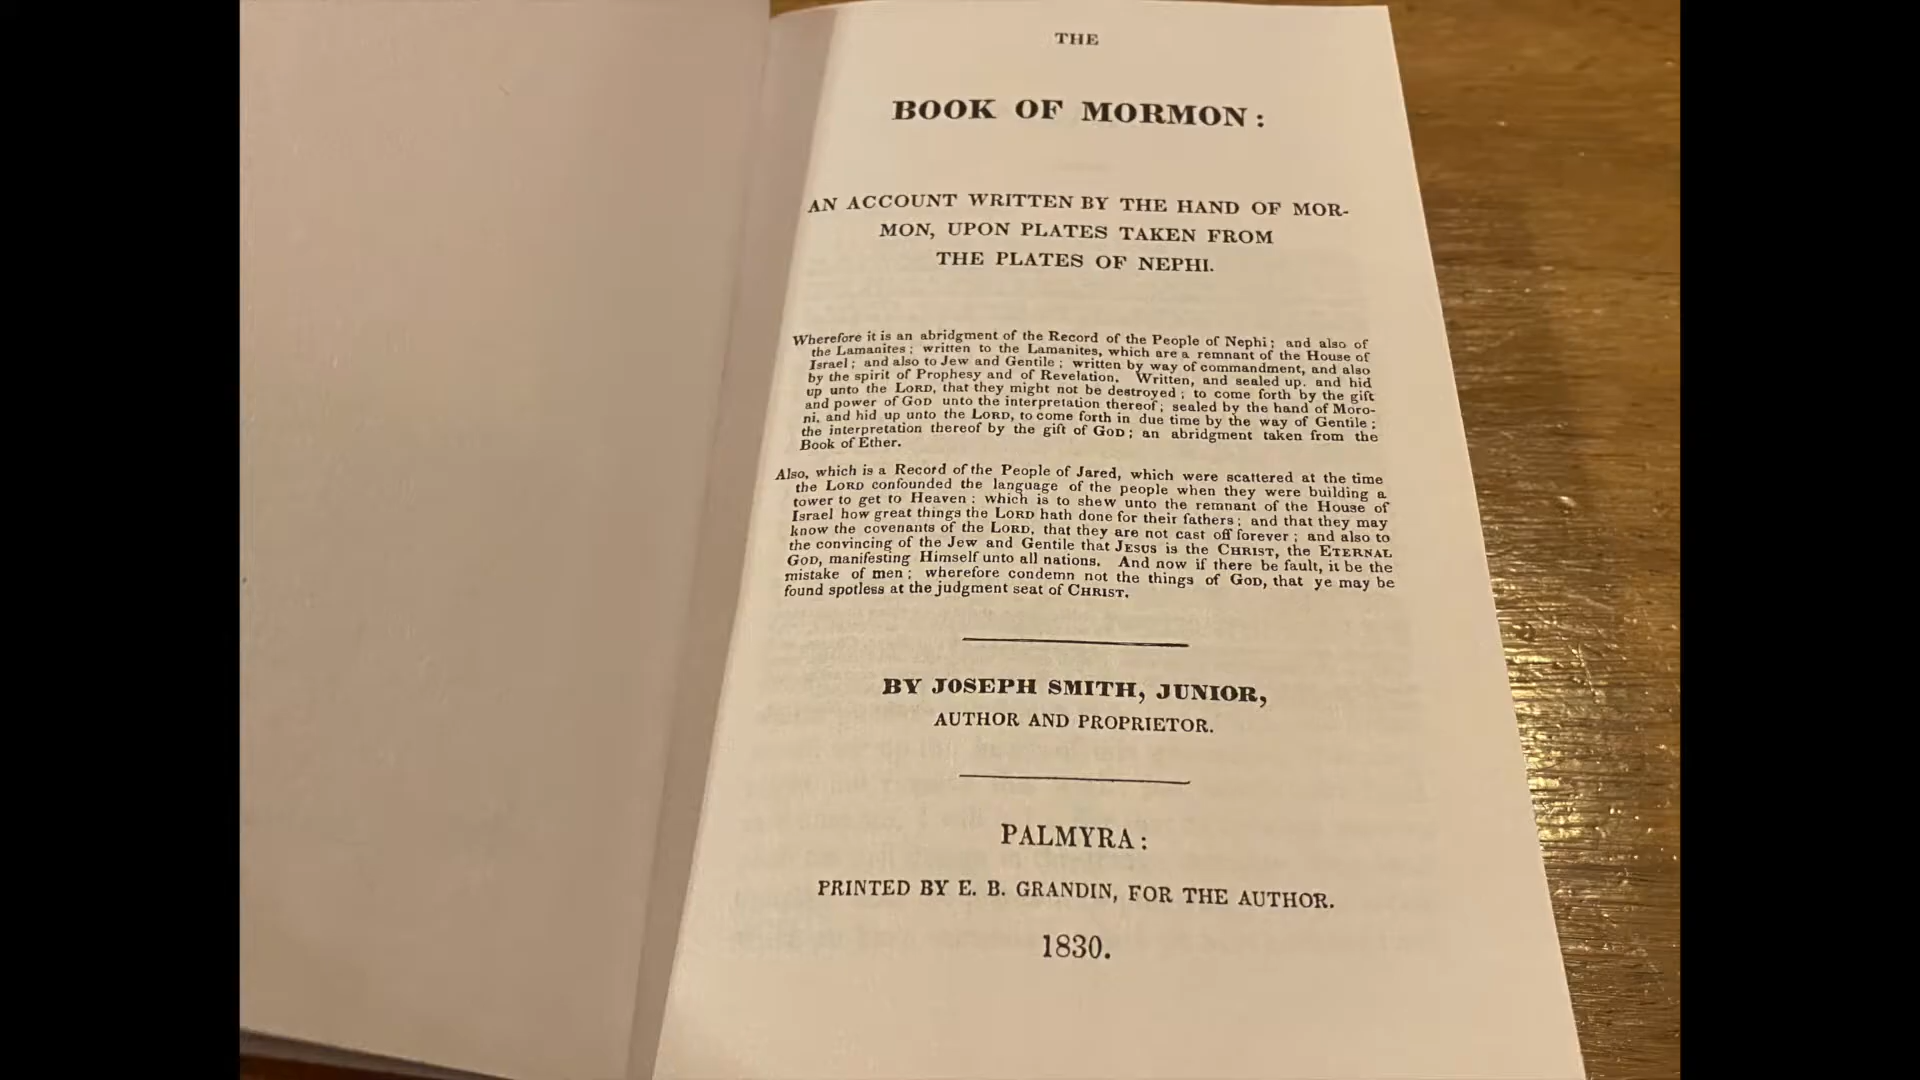 THE
BOOK OF MORMON:
AN ACCOUNT WRITTEN BY THE HAND OF MOR-
MON, UPON PLATES TAKEN FROM
THE PLATES OF NEPHI.
Wherefore it is an abridgment of the Record of the People of Nephi; and also of
the Lamanites; written to the Lamanites, which are a remnant of the House of
Israel; and also to Jew and Gentile; written by way of commandment, and also
by the spirit of Prophesy and of Revelation. Written, and sealed up, and hid
up unto the LORD, that they might not be destroyed; to come forth by the gift
and power of GOD unto the interpretation thereof; sealed by the hand of Moro-
ni, and hid up unto the LORD, to come forth in due time by the way of Gentile;
the interpretation thereof by the gift of GOD; an abridgment taken from the
Book of Ether.
Also, which is a Record of the People of Jared, which were scattered at the time
the LORD confounded the language of the people when they were building a
tower to get to Heaven: which is to shew unto the remnant of the House of
Israel how great things the LORD hath done for their fathers; and that they may
know the covenants of the LORD, that they are not cast off forever; and also to
the convincing of the Jew and Gentile that JESUS is the CHRIST, the ETERNAL
GOD, manifesting Himself unto all nations. And now if there be fault, it be the
mistake of men; wherefore condemn not the things of GOD, that ye may be
found spotless at the judgment seat of CHRIST.
BY JOSEPH SMITH, JUNIOR,
AUTHOR AND PROPRIETOR.
PALMYRA:
PRINTED BY E. B. GRANDIN, FOR THE AUTHOR.
1830.